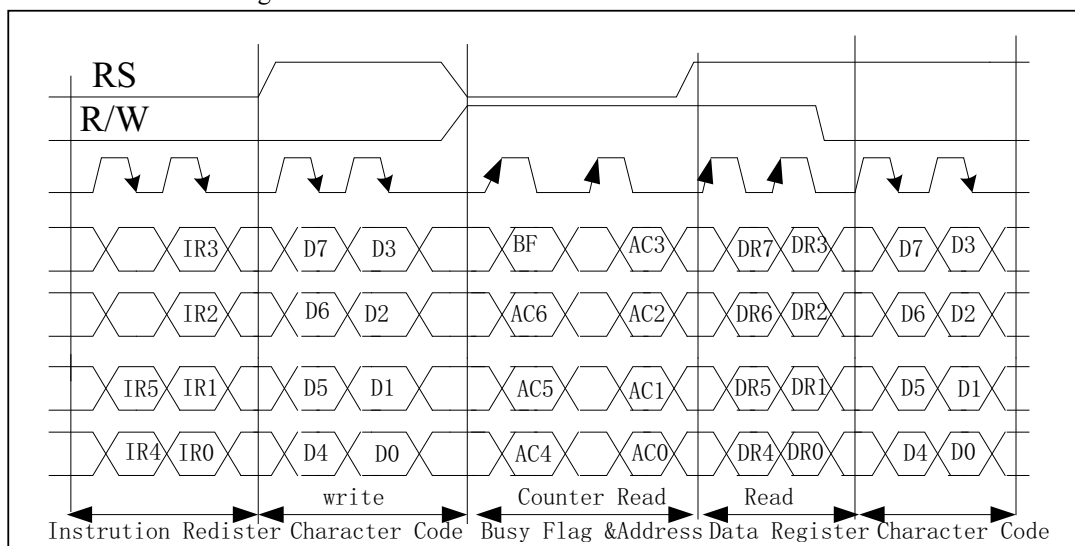 RS
R/W
IR3 D7 D3 BF AC3 DR7 DR3 D7 D3
IR2 D6 D2 AC6 AC2 DR6 DR2 D6 D2
IR5 IR1 D5 D1 AC5 AC1 DR5 DR1 D5 D1
IR4 IR0 D4 D0 AC4 AC0 DR4 DR0 D4 D0
write Counter Read Read
Instrution Redister Character Code Busy Flag &Address Data Register Character Code